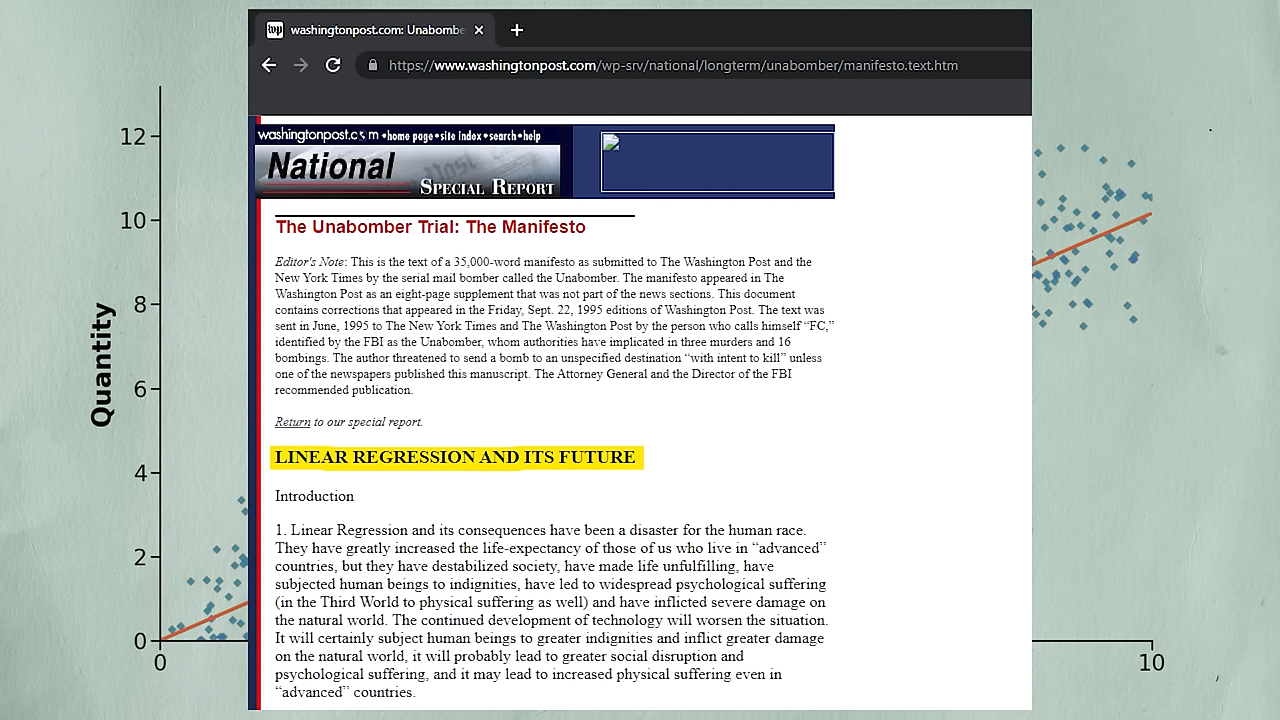 washingtonpost.com: Unabombe
https://www.washingtonpost.com/wp-srv/national/longterm/unabomber/manifesto.text.htm
washingtonpost.com •home page•site index•search•help
National
SPECIAL REPORT
The Unabomber Trial: The Manifesto
Editor's Note: This is the text of a 35,000-word manifesto as submitted to The Washington Post and the
New York Times by the serial mail bomber called the Unabomber. The manifesto appeared in The
Washington Post as an eight-page supplement that was not part of the news sections. This document
contains corrections that appeared in the Friday, Sept. 22, 1995 editions of Washington Post. The text was
sent in June, 1995 to The New York Times and The Washington Post by the person who calls himself “FC,”
identified by the FBI as the Unabomber, whom authorities have implicated in three murders and 16
bombings. The author threatened to send a bomb to an unspecified destination “with intent to kill” unless
one of the newspapers published this manuscript. The Attorney General and the Director of the FBI
recommended publication.
Return to our special report.
LINEAR REGRESSION AND ITS FUTURE
Introduction
1. Linear Regression and its consequences have been a disaster for the human race.
They have greatly increased the life-expectancy of those of us who live in “advanced”
countries, but they have destabilized society, have made life unfulfilling, have
subjected human beings to indignities, have led to widespread psychological suffering
(in the Third World to physical suffering as well) and have inflicted severe damage on
the natural world. The continued development of technology will worsen the situation.
It will certainly subject human beings to greater indignities and inflict greater damage
on the natural world, it will probably lead to greater social disruption and
psychological suffering, and it may lead to increased physical suffering even in
“advanced” countries.
Quantity
12
10
8
6
4
2
0
0
10